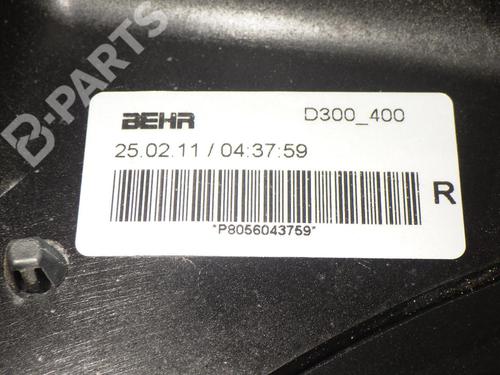 B-PARTS
BEHR D300_400
25.02.11 / 04:37:59
R
*P8056043759*